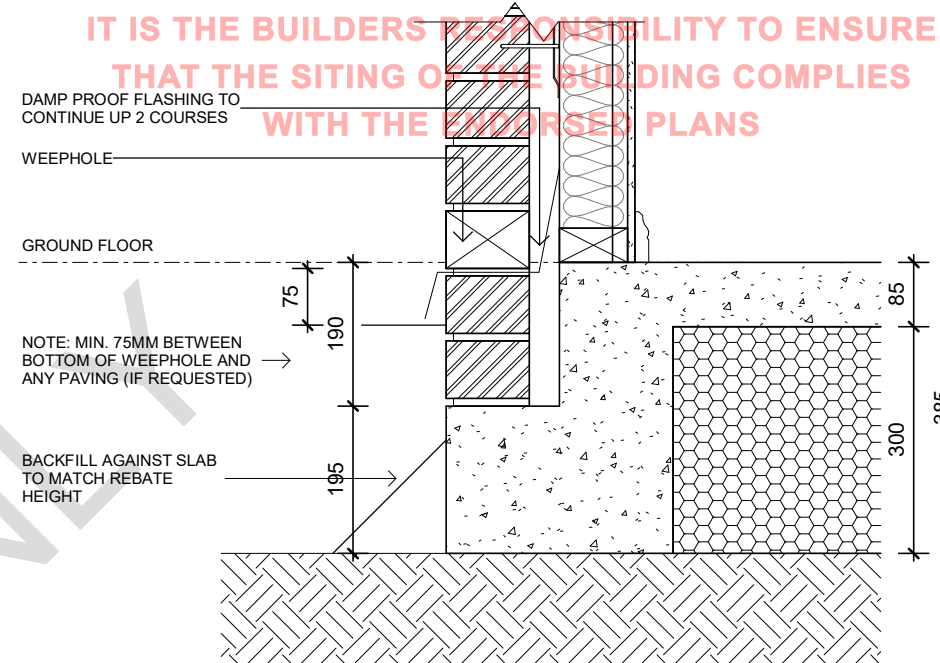 IT IS THE BUILDERS RESPONSIBILITY TO ENSURE
THAT THE SITING OF THE BUILDING COMPLIES
WITH THE ENDORSED PLANS
DAMP PROOF FLASHING TO
CONTINUE UP 2 COURSES
WEEPHOLE
GROUND FLOOR
75
190
85
NOTE: MIN. 75MM BETWEEN
BOTTOM OF WEEPHOLE AND
ANY PAVING (IF REQUESTED)
300
BACKFILL AGAINST SLAB
TO MATCH REBATE
HEIGHT
195
NLY